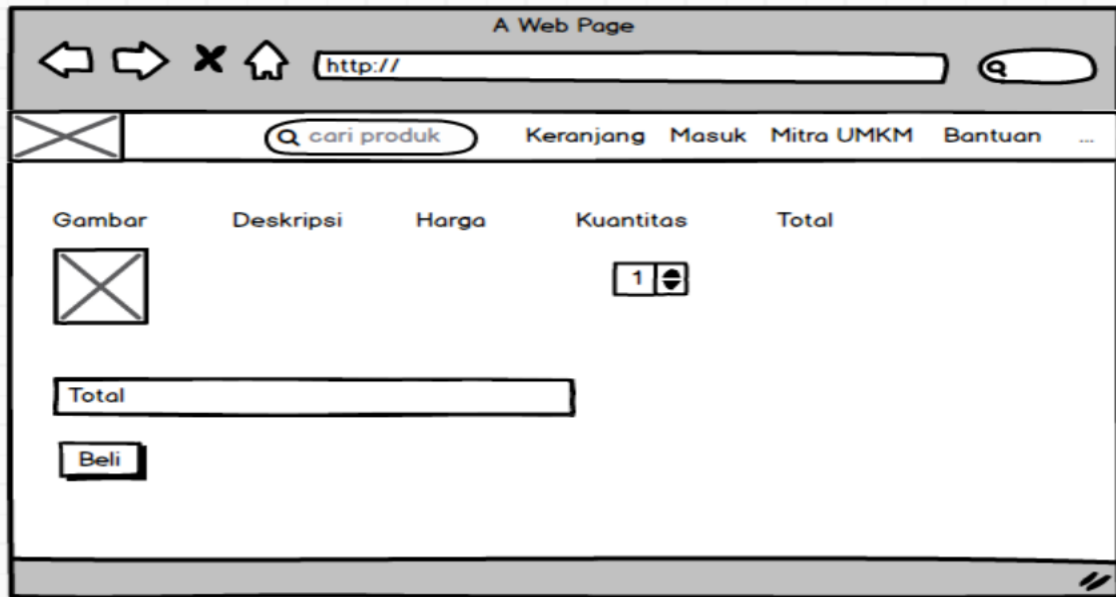 A Web Page
http://
cari produk Keranjang Masuk Mitra UMKM Bantuan ...
Gambar Deskripsi Harga Kuantitas Total
1
Total
Beli